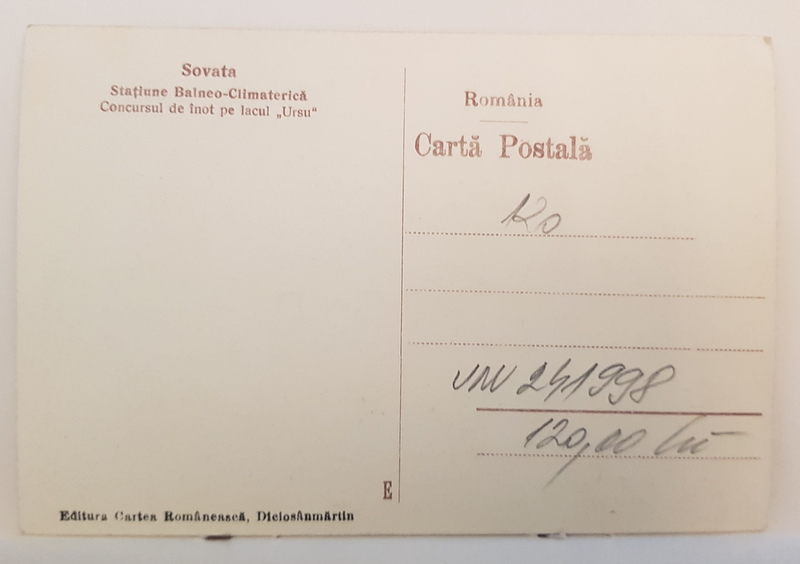 Sovata
Stațiune Balneo-Climaterică
Concursul de înot pe lacul „Ursu“
România
Cartă Postală
120,00
E
Editura Cartea Românească, Diciosânmărtin